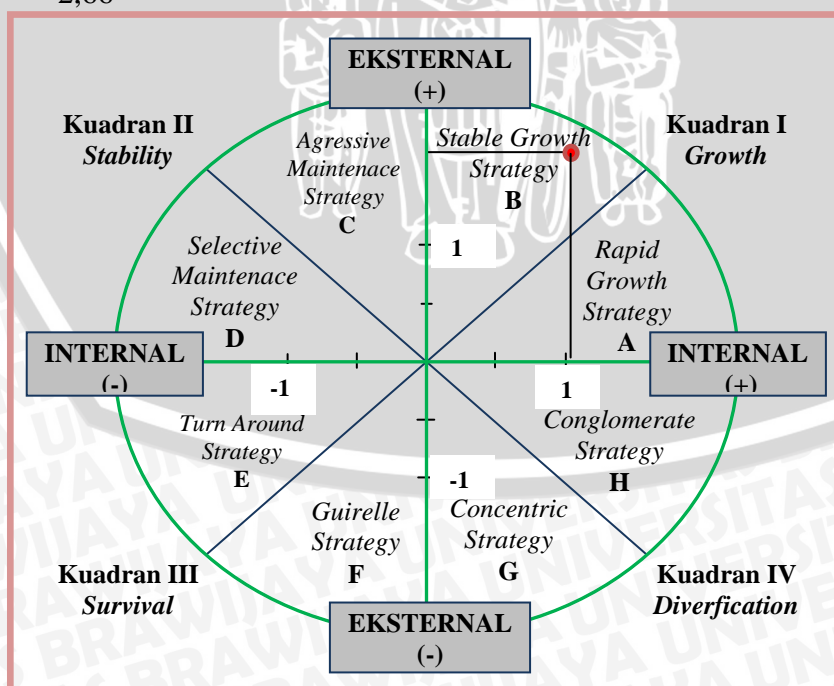 EKSTERNAL
(+)
Kuadran II
Stability
Agressive
Maintenace
Strategy
C
Stable Growth
Strategy
B
Kuadran I
Growth
Selective
Maintenace
Strategy
D
1
Rapid
Growth
Strategy
A
INTERNAL
(-)
-1
1
INTERNAL
(+)
Turn Around
Strategy
E
Conglomerate
Strategy
H
-1
Guirelle
Strategy
F
Concentric
Strategy
G
Kuadran III
Survival
Kuadran IV
Diverfication
EKSTERNAL
(-)